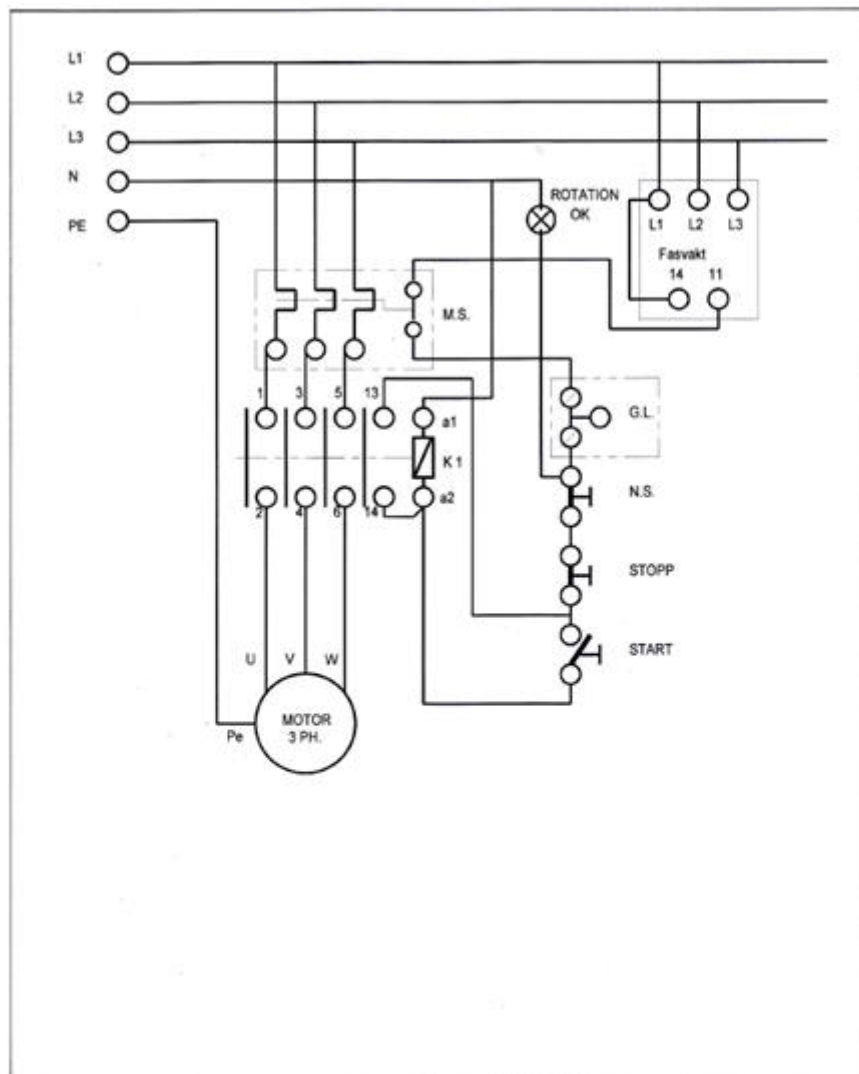 L1
L2
L3
N
PE
ROTATION
OK
L1 L2 L3
Fasvakt
14 11
M.S.
1 3 5 13
a1
G.L.
K 1
a2
2 4 6 14
N.S.
STOPP
START
U V W
MOTOR
3 PH.
Pe